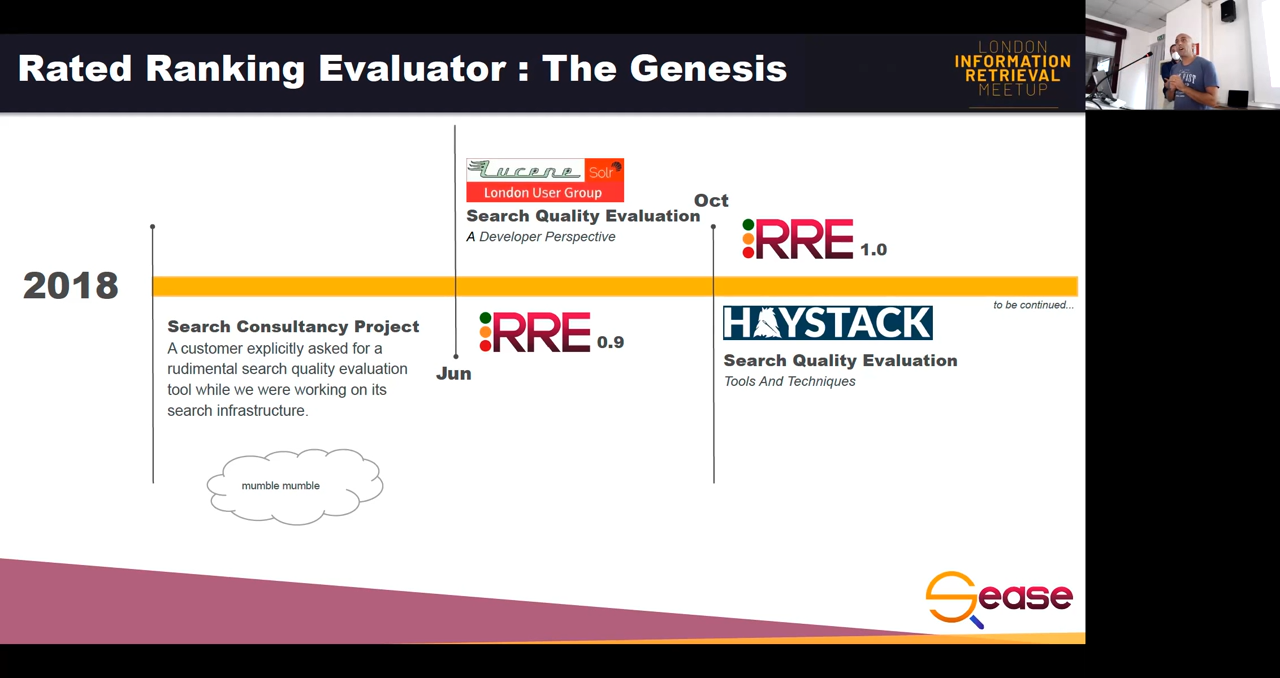 Rated Ranking Evaluator : The Genesis
LONDON
INFORMATION
RETRIEVAL
MEETUP
Lucene
Solr
London User Group
Search Quality Evaluation
A Developer Perspective
Oct
RRE 1.0
2018
to be continued...
Search Consultancy Project
A customer explicitly asked for a
rudimental search quality evaluation
tool while we were working on its
search infrastructure.
RRE 0.9
Jun
HAYSTACK
Search Quality Evaluation
Tools And Techniques
mumble mumble
Sease